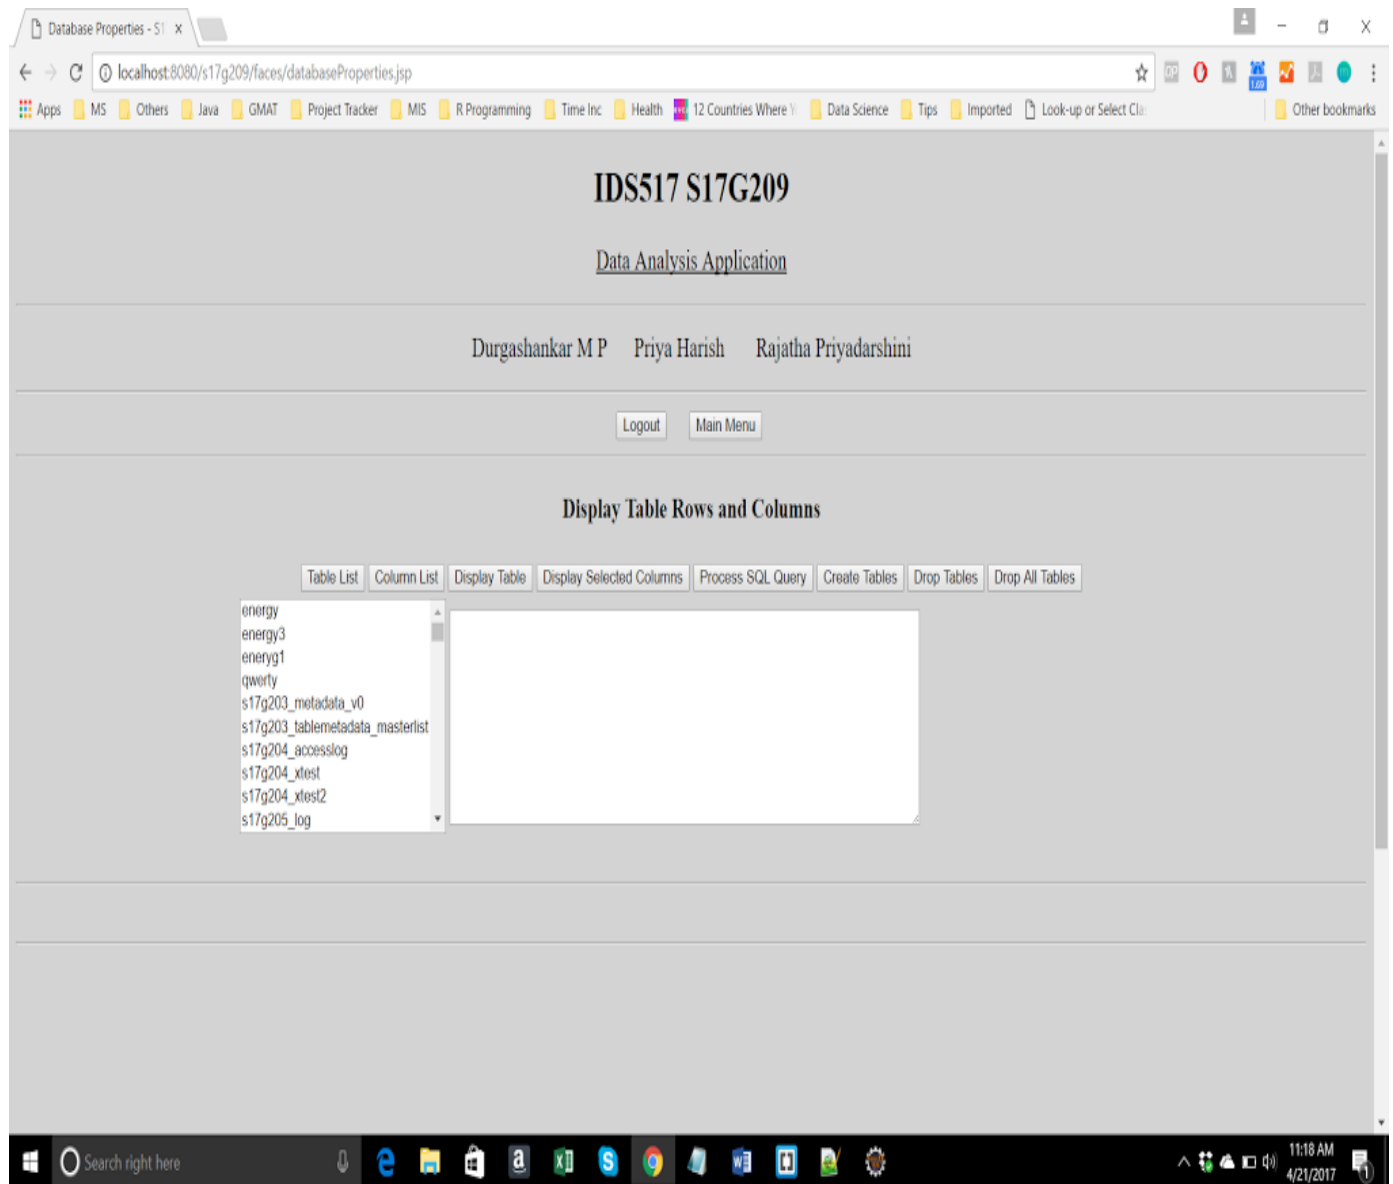 Database Properties - S1
localhost:8080/s17g209/faces/databaseProperties.jsp
Apps MS Others Java GMAT Project Tracker MIS R Programming Time Inc Health 12 Countries Where Data Science Tips Imported Look-up or Select Cla Other bookmarks
IDS517 S17G209
Data Analysis Application
Durgashankar M P Priya Harish Rajatha Priyadarshini
Logout Main Menu
Display Table Rows and Columns
Table List Column List Display Table Display Selected Columns Process SQL Query Create Tables Drop Tables Drop All Tables
energy
energy3
eneryg1
qwerty
s17g203_metadata_v0
s17g203_tablemetadata_masterlist
s17g204_accesslog
s17g204_xtest
s17g204_xtest2
s17g205_log
Search right here
11:18 AM
4/21/2017